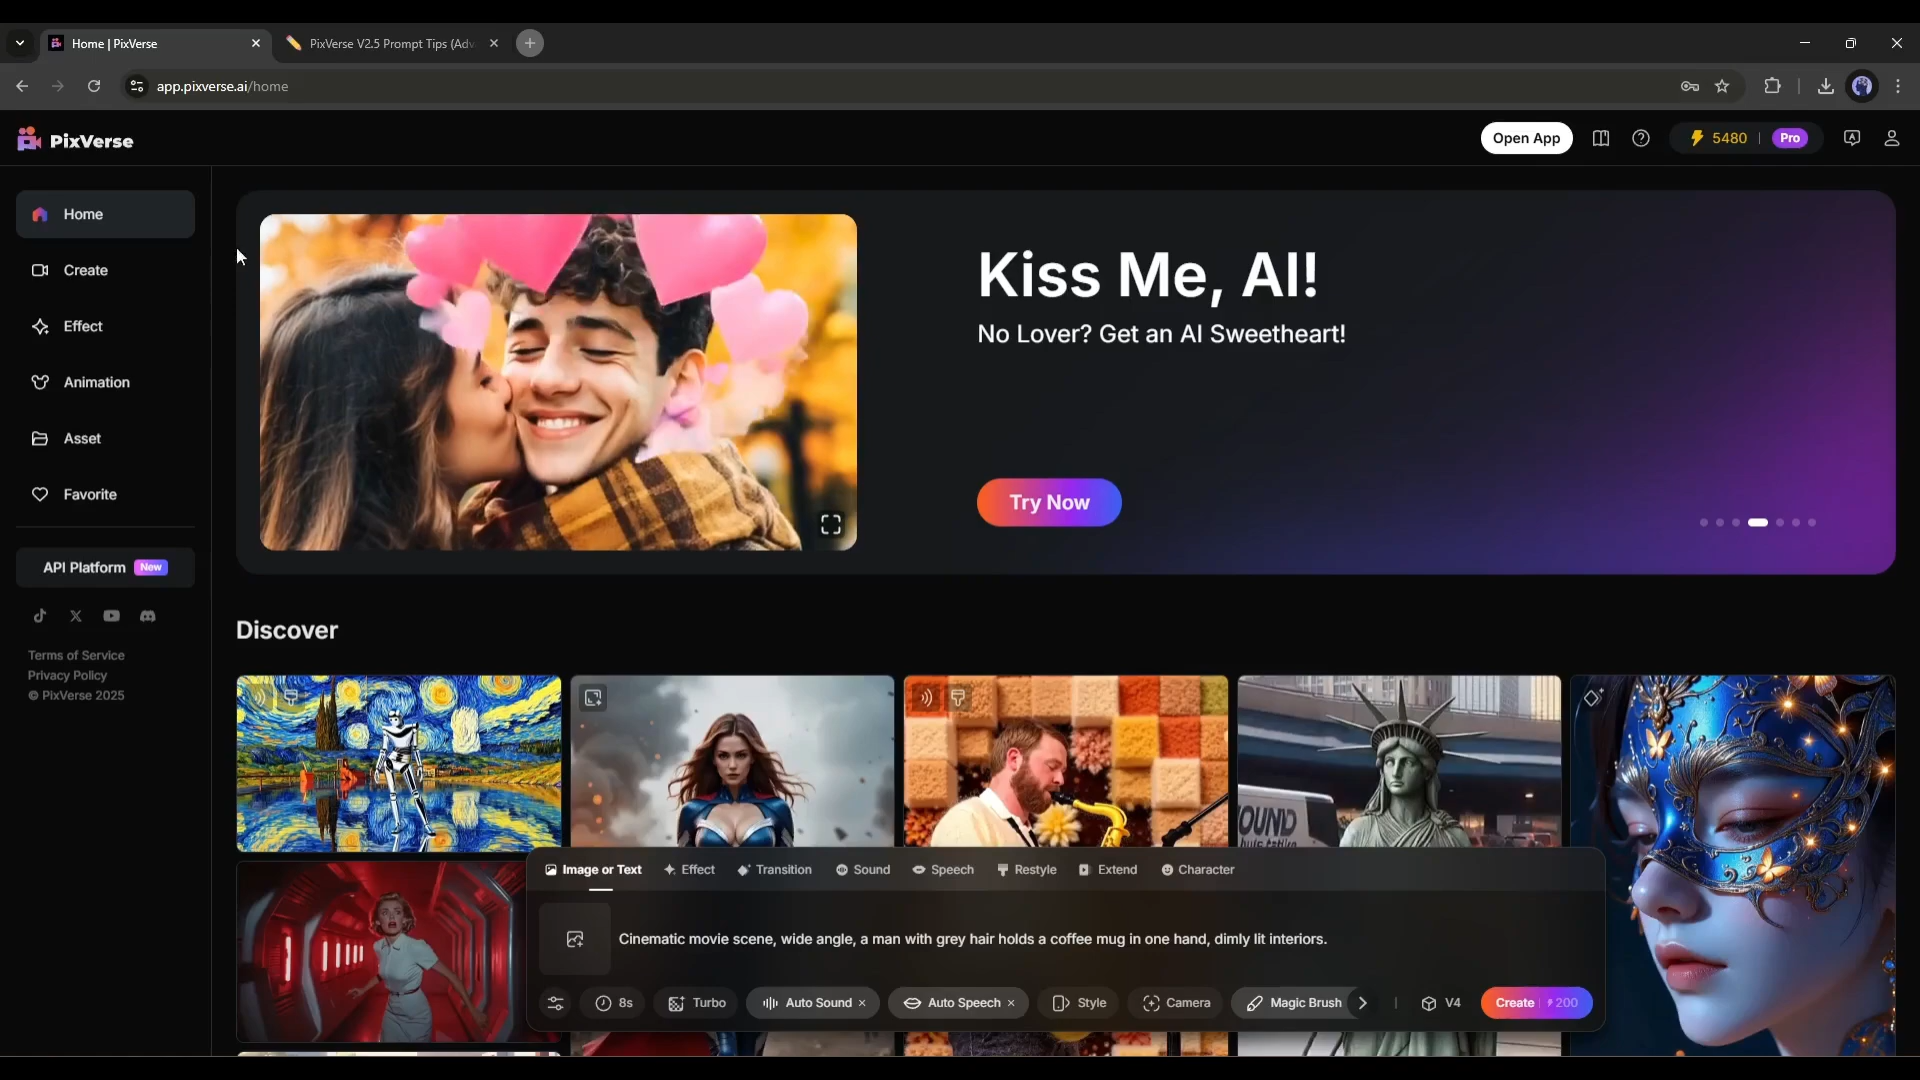 Home | PixVerse
PixVerse V2.5 Prompt Tips (Adv
app.pixverse.ai/home
PixVerse
Open App
5480
Pro
Home
Create
Effect
Animation
Asset
Favorite
API Platform New
Terms of Service
Privacy Policy
© PixVerse 2025
Kiss Me, AI!
No Lover? Get an AI Sweetheart!
Try Now
Discover
OUND
Image or Text
Effect
Transition
Sound
Speech
Restyle
Extend
Character
Cinematic movie scene, wide angle, a man with grey hair holds a coffee mug in one hand, dimly lit interiors.
8s
Turbo
Auto Sound
Auto Speech
Style
Camera
Magic Brush
V4
Create
200